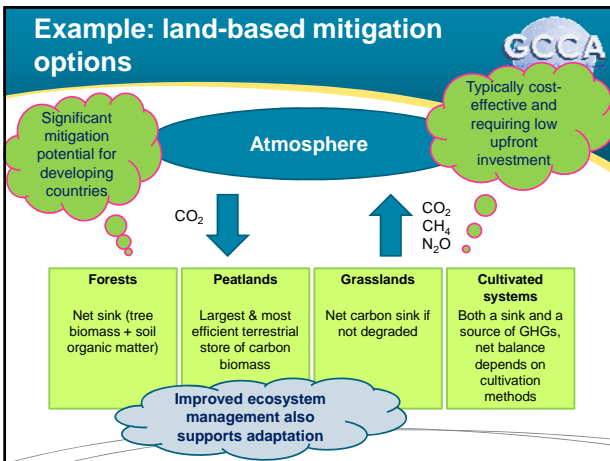 Example: land-based mitigation
options
GCCA
Significant
mitigation
potential for
developing
countries
Atmosphere
Typically cost-
effective and
requiring low
upfront
investment
CO₂
CO₂
CH₄
N₂O
Forests
Net sink (tree
biomass + soil
organic matter)
Peatlands
Largest & most
efficient terrestrial
store of carbon
biomass
Grasslands
Net carbon sink if
not degraded
Cultivated
systems
Both a sink and a
source of GHGs,
net balance
depends on
cultivation
methods
Improved ecosystem
management also
supports adaptation